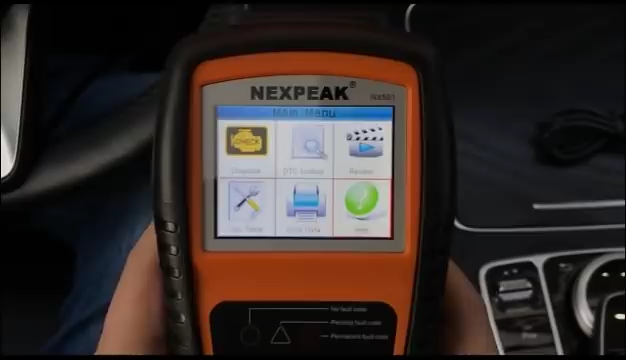 NEXPEAK®
NX501
Main Menu
CHECK
Diagnose
DTC Lookup
Review
Print Data
Help
No fault code
Pending fault code
Permanent fault code